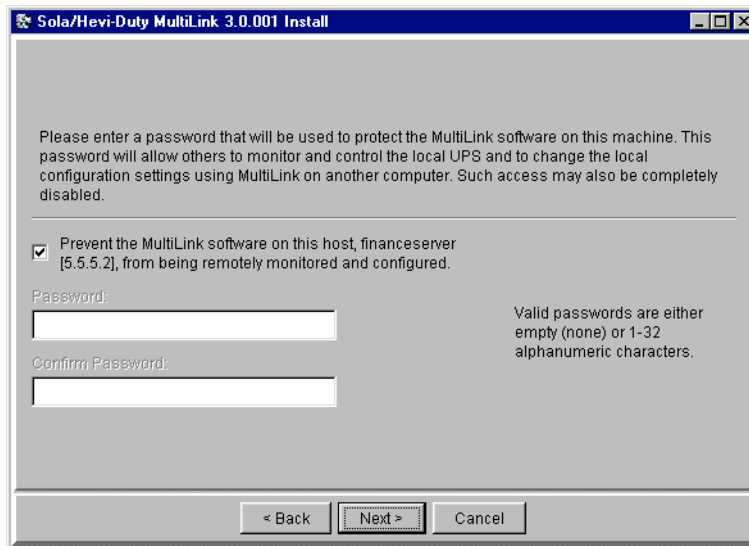 Sola/Hevi-Duty MultiLink 3.0.001 Install
Please enter a password that will be used to protect the MultiLink software on this machine. This
password will allow others to monitor and control the local UPS and to change the local
configuration settings using MultiLink on another computer. Such access may also be completely
disabled.
Prevent the MultiLink software on this host, financeserver
[5.5.5.2], from being remotely monitored and configured.
Password:
Valid passwords are either
empty (none) or 1-32
alphanumeric characters.
Confirm Password:
< Back
Next >
Cancel